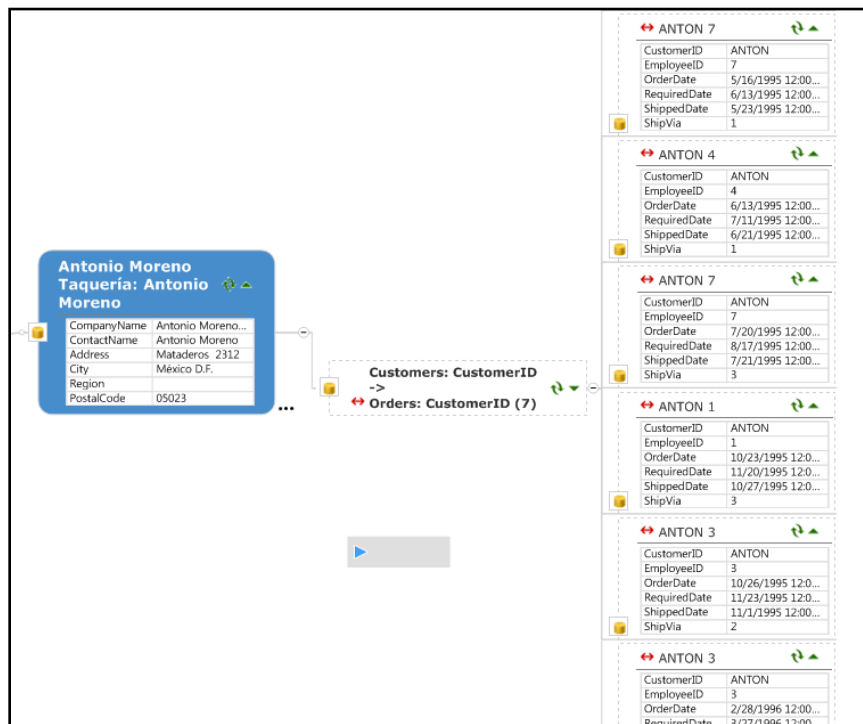 Antonio Moreno
Taquería: Antonio
Moreno
CompanyName Antonio Moreno...
ContactName Antonio Moreno
Address Mataderos 2312
City México D.F.
Region
PostalCode 05023
...
Customers: CustomerID
->
Orders: CustomerID (7)
ANTON 7
CustomerID ANTON
EmployeeID 7
OrderDate 5/16/1995 12:00...
RequiredDate 6/13/1995 12:00...
ShippedDate 5/23/1995 12:00...
ShipVia 1
ANTON 4
CustomerID ANTON
EmployeeID 4
OrderDate 6/13/1995 12:00...
RequiredDate 7/11/1995 12:00...
ShippedDate 6/21/1995 12:00...
ShipVia 1
ANTON 7
CustomerID ANTON
EmployeeID 7
OrderDate 7/20/1995 12:00...
RequiredDate 8/17/1995 12:00...
ShippedDate 7/21/1995 12:00...
ShipVia 3
ANTON 1
CustomerID ANTON
EmployeeID 1
OrderDate 10/23/1995 12:0...
RequiredDate 11/20/1995 12:0...
ShippedDate 10/27/1995 12:0...
ShipVia 3
ANTON 3
CustomerID ANTON
EmployeeID 3
OrderDate 10/26/1995 12:0...
RequiredDate 11/23/1995 12:0...
ShippedDate 11/1/1995 12:00...
ShipVia 2
ANTON 3
CustomerID ANTON
EmployeeID 3
OrderDate 2/28/1996 12:00...
RequiredDate 3/27/1996 12:00...